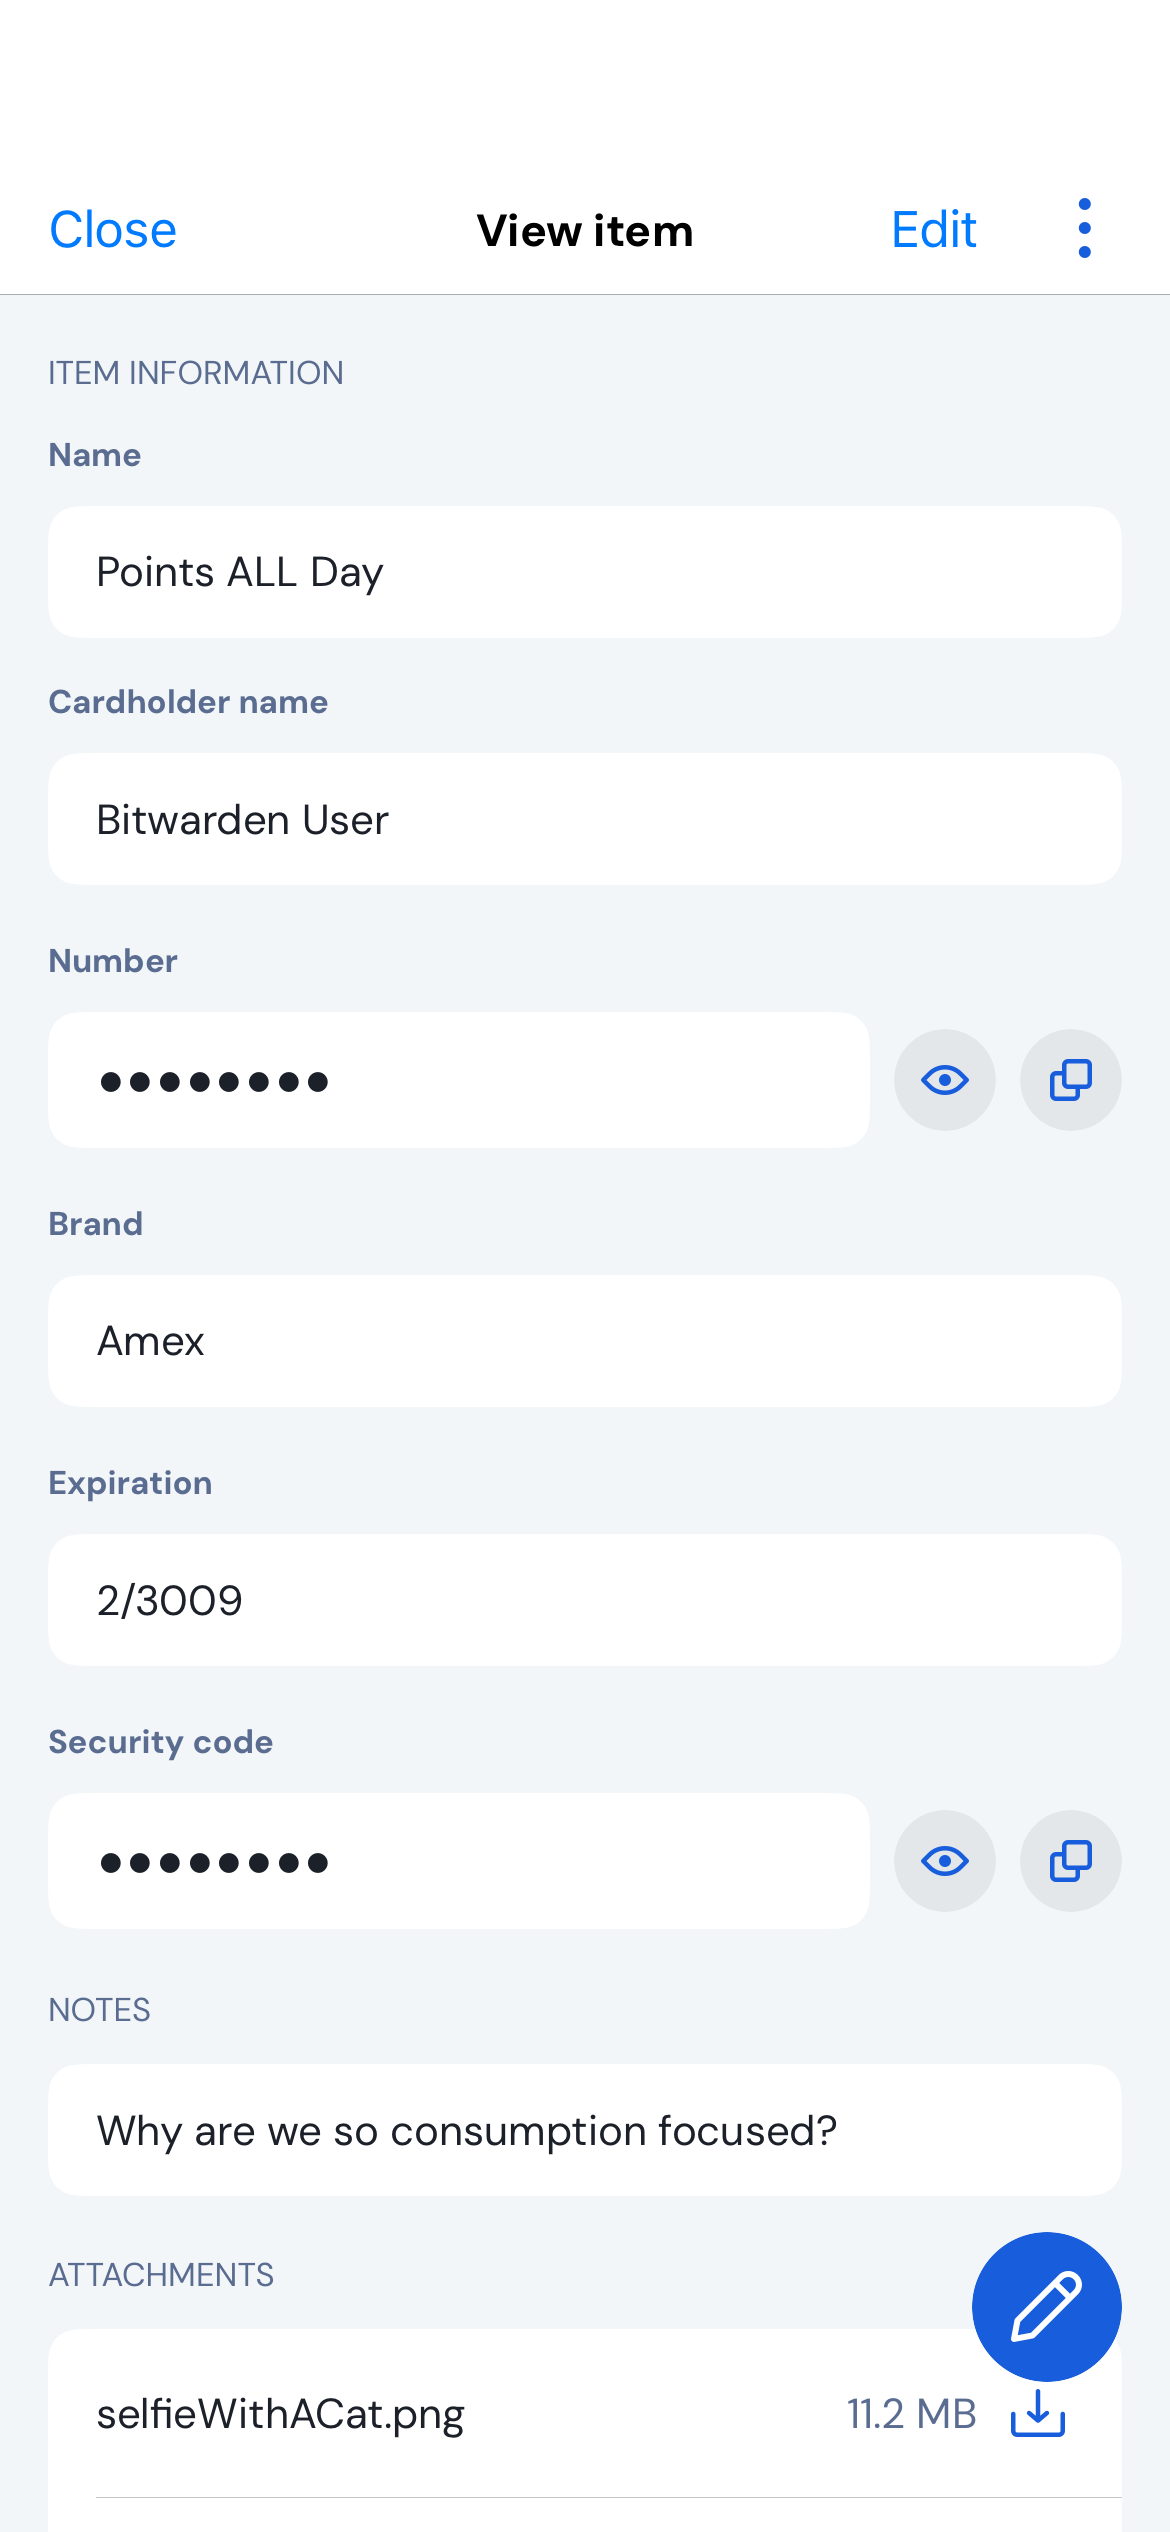 Close View item Edit
ITEM INFORMATION
Name
Points ALL Day
Cardholder name
Bitwarden User
Number
●●●●●●●●
Brand
Amex
Expiration
2/3009
Security code
●●●●●●●●
NOTES
Why are we so consumption focused?
ATTACHMENTS
selfieWithACat.png 11.2 MB